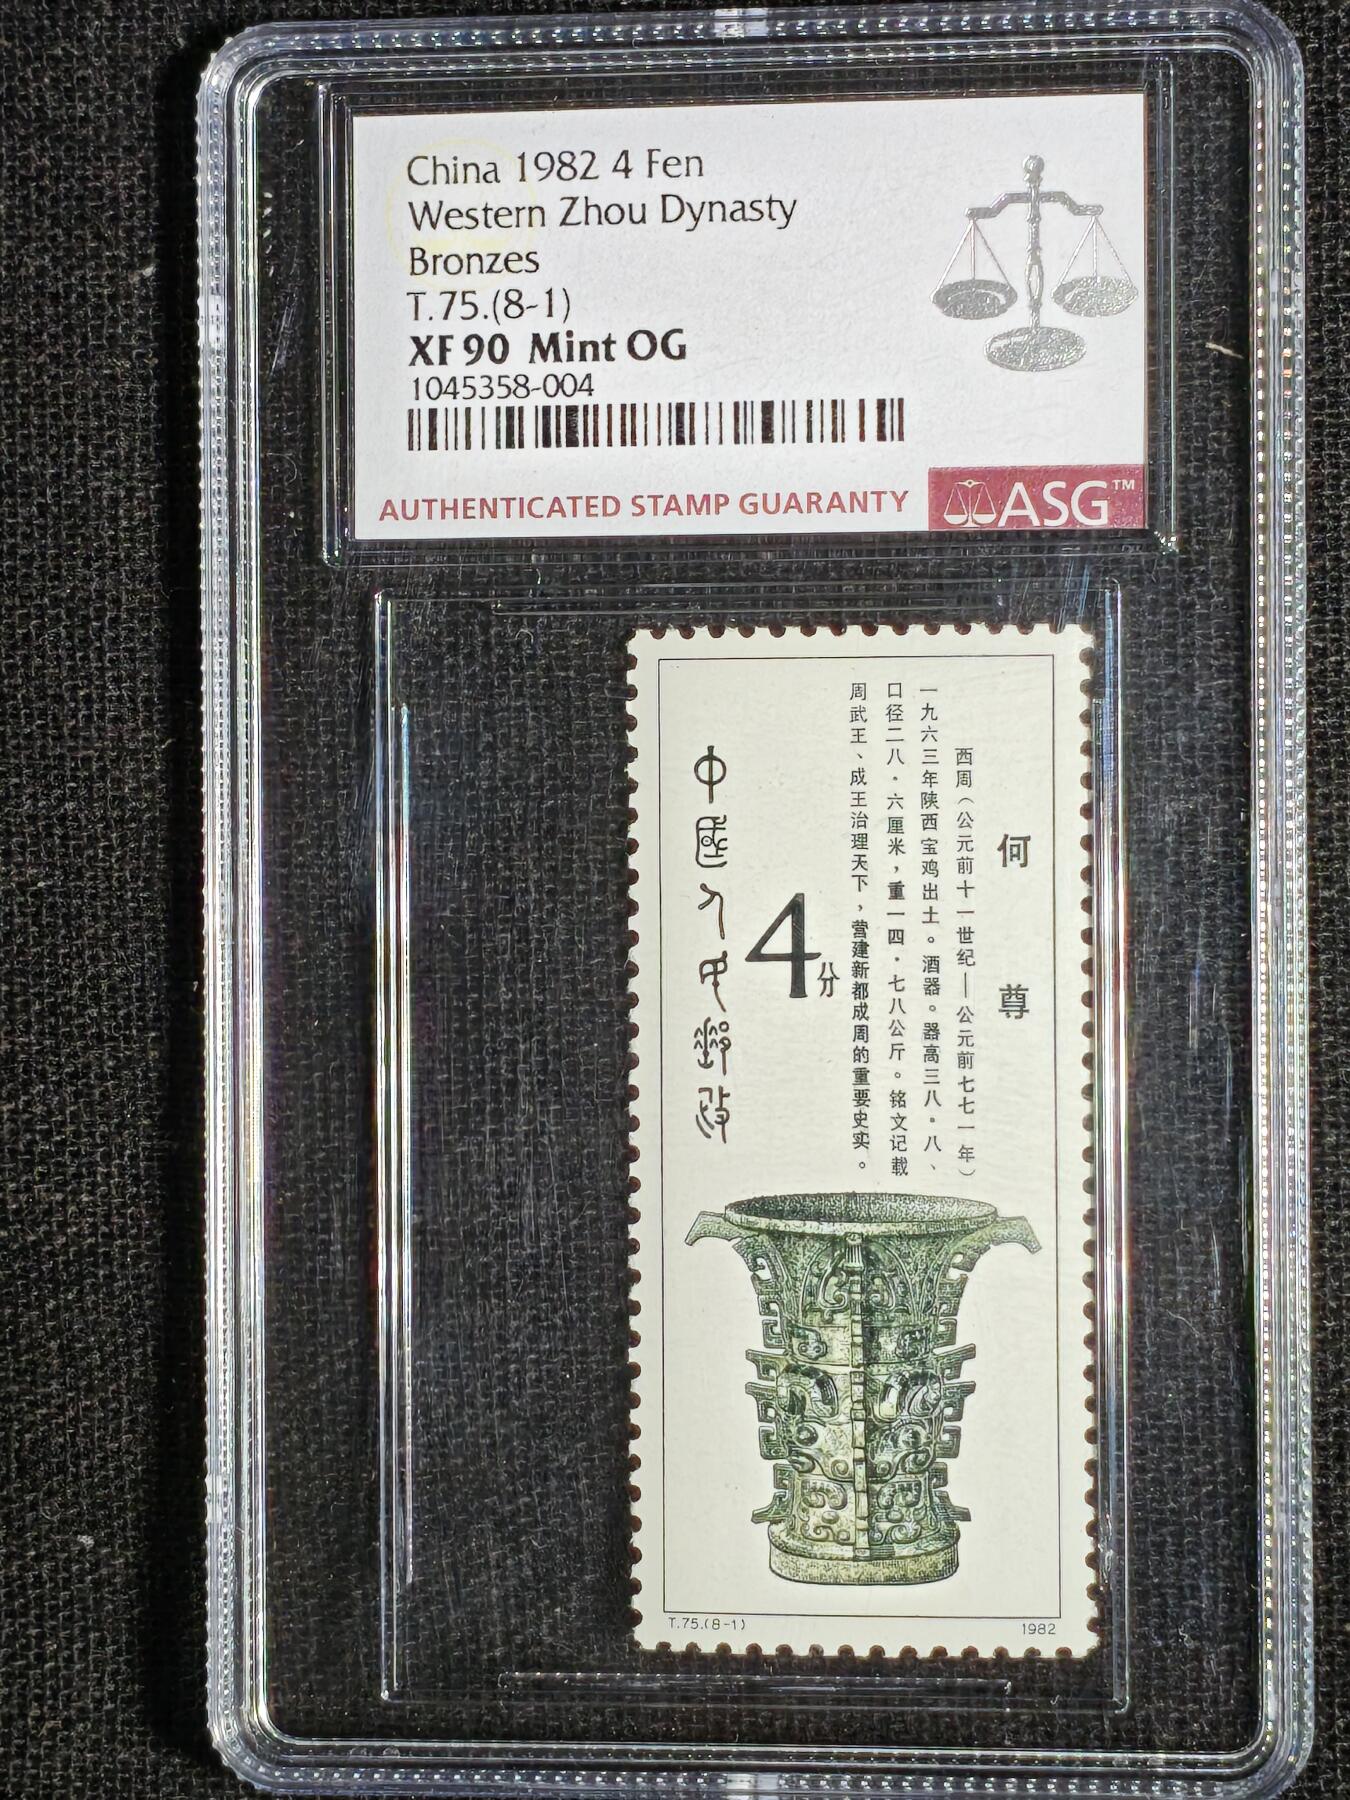 China 1982 4 Fen
Western Zhou Dynasty
Bronzes
T.75.(8-1)
XF 90 Mint OG
1045358-004
AUTHENTICATED STAMP GUARANTY
ASG™
何尊
西周（公元前十一世纪—公元前七七一年）
一九六三年陕西宝鸡出土。酒器。器高三八·八、
口径二八·六厘米，重一四·七八公斤。铭文记载
周武王、成王治理天下，营建新都成周的重要史实。
4分
中國人民郵政
T.75.(8-1)
1982